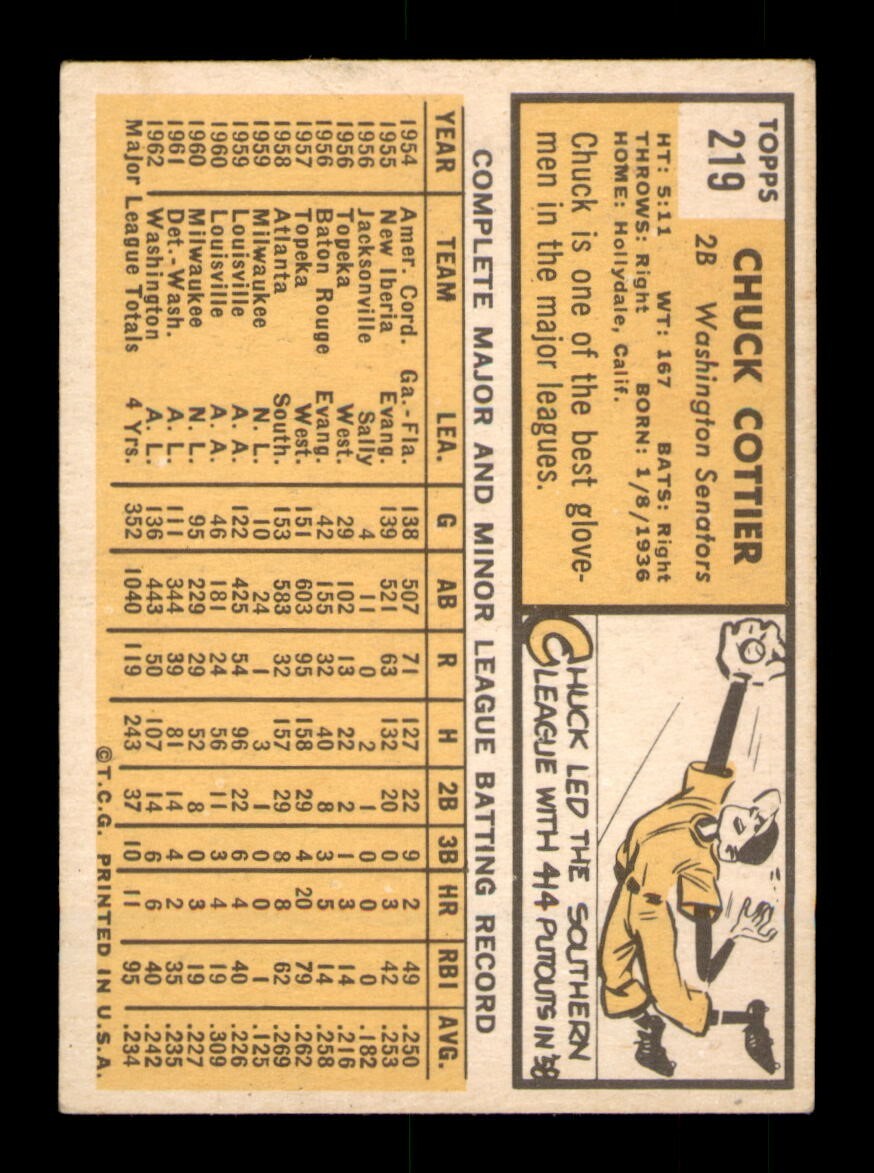 TOPPS
219
CHUCK COTTIER
2B Washington Senators
HT: 5:11 WT: 167 BATS: Right
THROWS: Right BORN: 1/8/1936
HOME: Hollydale, Calif.
Chuck is one of the best glove-
men in the major leagues.
CHUCK LED THE SOUTHERN
LEAGUE WITH 414 PUTOUTS IN '58
COMPLETE MAJOR AND MINOR LEAGUE BATTING RECORD
YEAR TEAM LEA. G AB R H 2B 3B HR RBI AVG.
1954 Amer. Cord. Ga.-Fla. 138 507 71 127 22 9 2 49 .250
1955 New Iberia Evang. 139 521 63 132 20 0 3 42 .253
1956 Jacksonville Sally 4 11 0 2 1 0 0 0 .182
1956 Topeka West. 29 102 13 22 2 1 3 14 .216
1956 Baton Rouge Evang. 42 155 32 40 8 3 5 14 .258
1957 Topeka West. 151 603 95 158 29 4 20 79 .262
1958 Atlanta South. 153 583 32 157 29 8 8 62 .269
1959 Milwaukee N. L. 10 24 1 3 1 0 0 1 .125
1959 Louisville A. A. 122 425 54 96 22 6 4 40 .226
1960 Louisville A. A. 46 181 24 56 11 3 4 19 .309
1960 Milwaukee N. L. 95 229 29 52 8 0 3 19 .227
1961 Det.-Wash. A. L. 111 344 39 81 14 4 2 35 .235
1962 Washington A. L. 136 443 50 107 14 6 6 40 .242
Major League Totals 4 Yrs. 352 1040 119 243 37 10 11 95 .234
©T.C.G. PRINTED IN U.S.A.